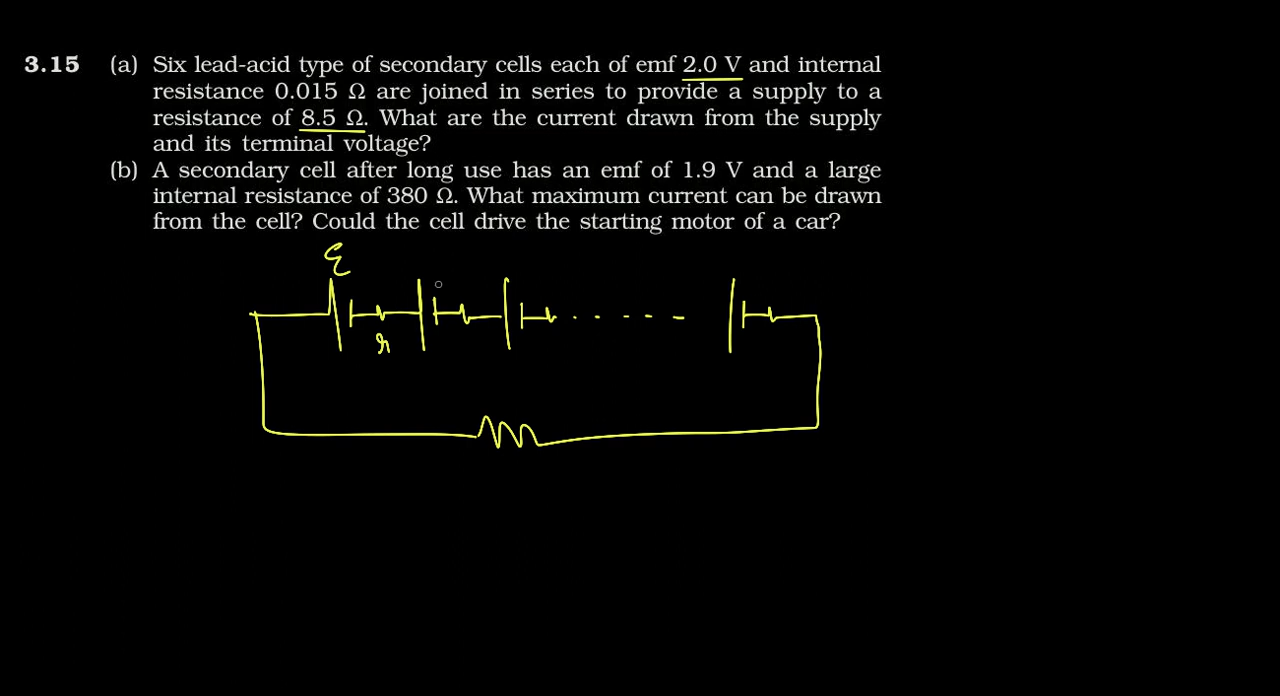 3.15 (a) Six lead-acid type of secondary cells each of emf 2.0 V and internal
resistance 0.015 Ω are joined in series to provide a supply to a
resistance of 8.5 Ω. What are the current drawn from the supply
and its terminal voltage?
(b) A secondary cell after long use has an emf of 1.9 V and a large
internal resistance of 380 Ω. What maximum current can be drawn
from the cell? Could the cell drive the starting motor of a car?
ε
r